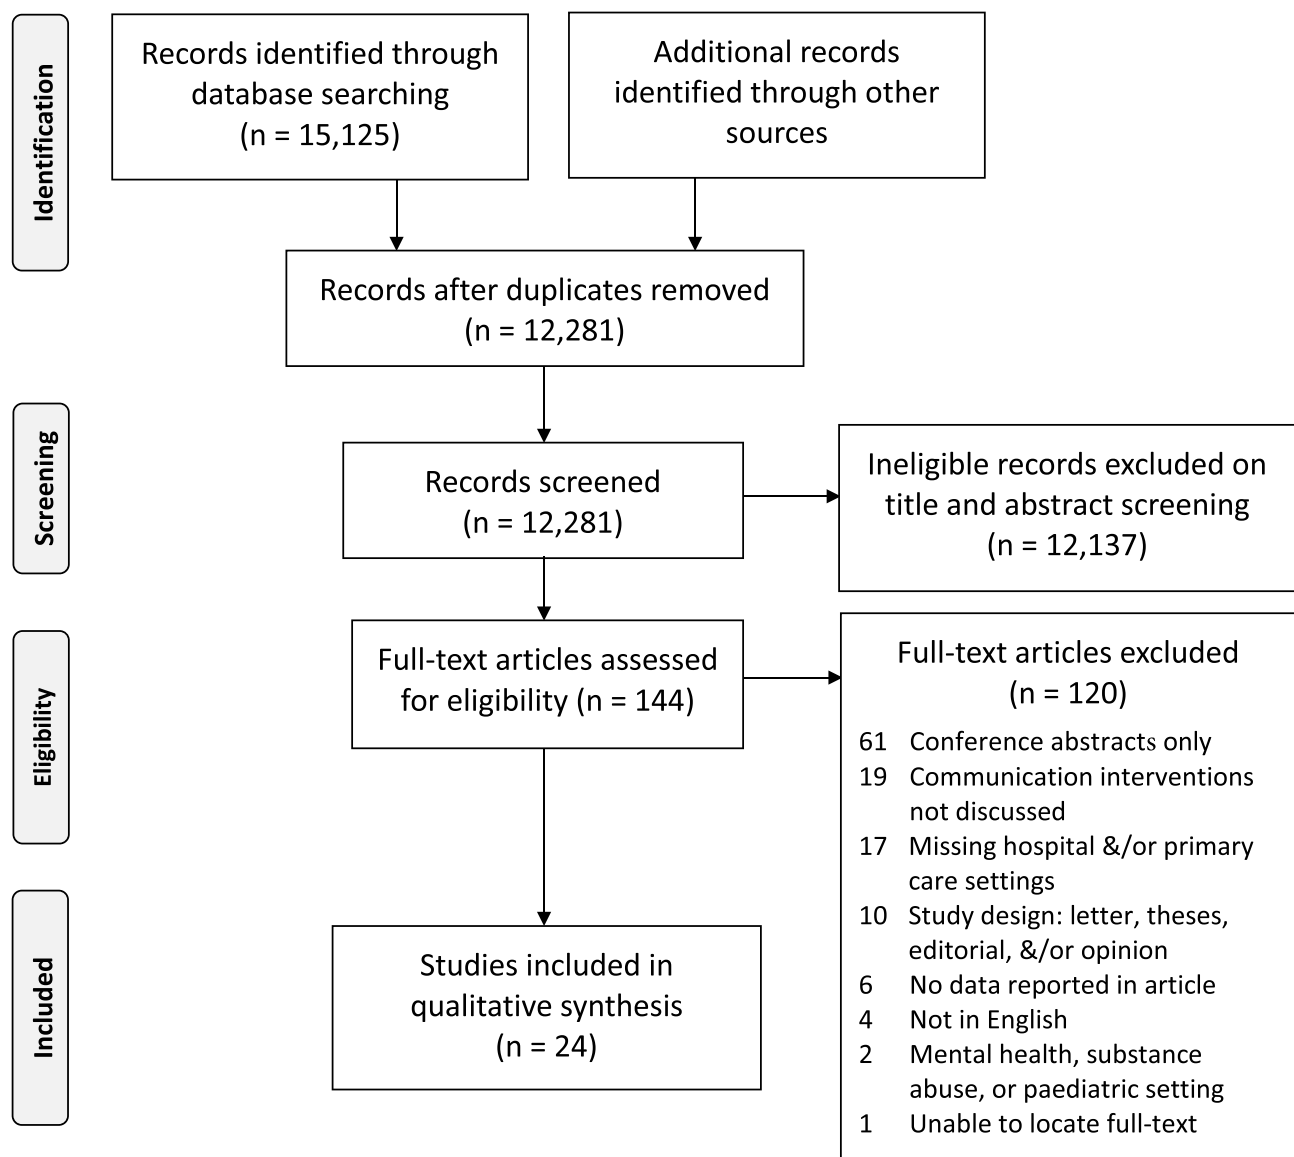 Identification
Records identified through
database searching
(n = 15,125)
Additional records
identified through other
sources
Records after duplicates removed
(n = 12,281)
Screening
Records screened
(n = 12,281)
Ineligible records excluded on
title and abstract screening
(n = 12,137)
Eligibility
Full-text articles assessed
for eligibility (n = 144)
Full-text articles excluded
(n = 120)
61 Conference abstracts only
19 Communication interventions
not discussed
17 Missing hospital &/or primary
care settings
10 Study design: letter, theses,
editorial, &/or opinion
6 No data reported in article
4 Not in English
2 Mental health, substance
abuse, or paediatric setting
1 Unable to locate full-text
Included
Studies included in
qualitative synthesis
(n = 24)